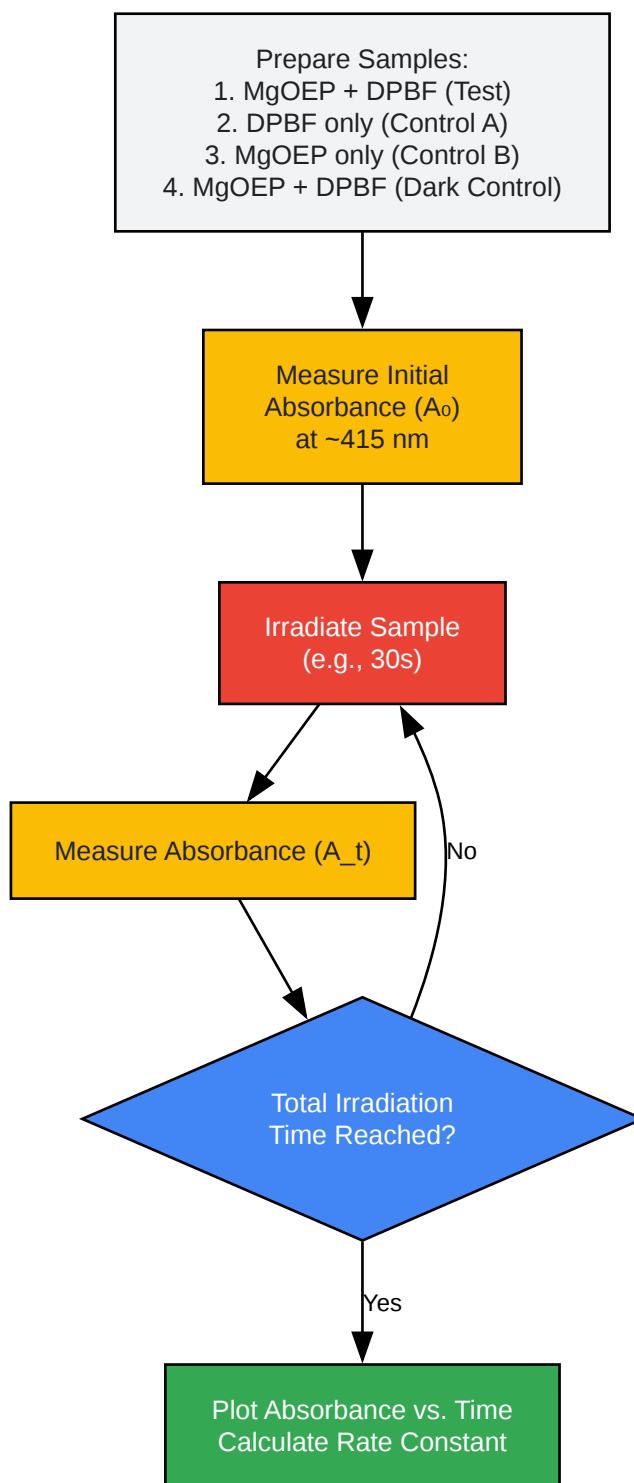 Prepare Samples:
1. MgOEP + DPBF (Test)
2. DPBF only (Control A)
3. MgOEP only (Control B)
4. MgOEP + DPBF (Dark Control)
Measure Initial
Absorbance (A₀)
at ~415 nm
Irradiate Sample
(e.g., 30s)
Measure Absorbance (A_t)
No
Total Irradiation
Time Reached?
Yes
Plot Absorbance vs. Time
Calculate Rate Constant